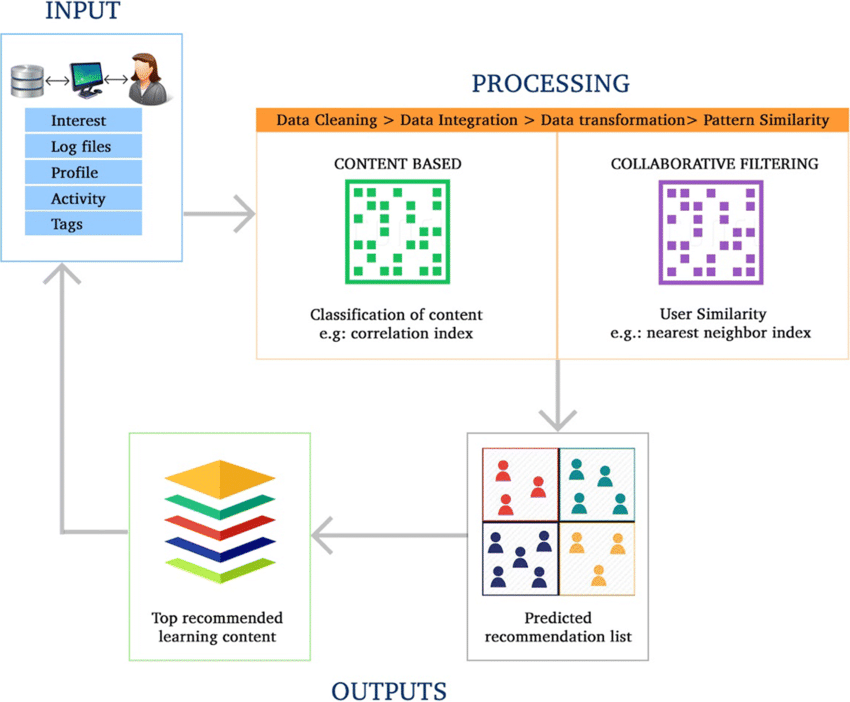 INPUT
Interest
Log files
Profile
Activity
Tags
PROCESSING
Data Cleaning > Data Integration > Data transformation> Pattern Similarity
CONTENT BASED
Classification of content
e.g: correlation index
COLLABORATIVE FILTERING
User Similarity
e.g.: nearest neighbor index
Top recommended
learning content
Predicted
recommendation list
OUTPUTS